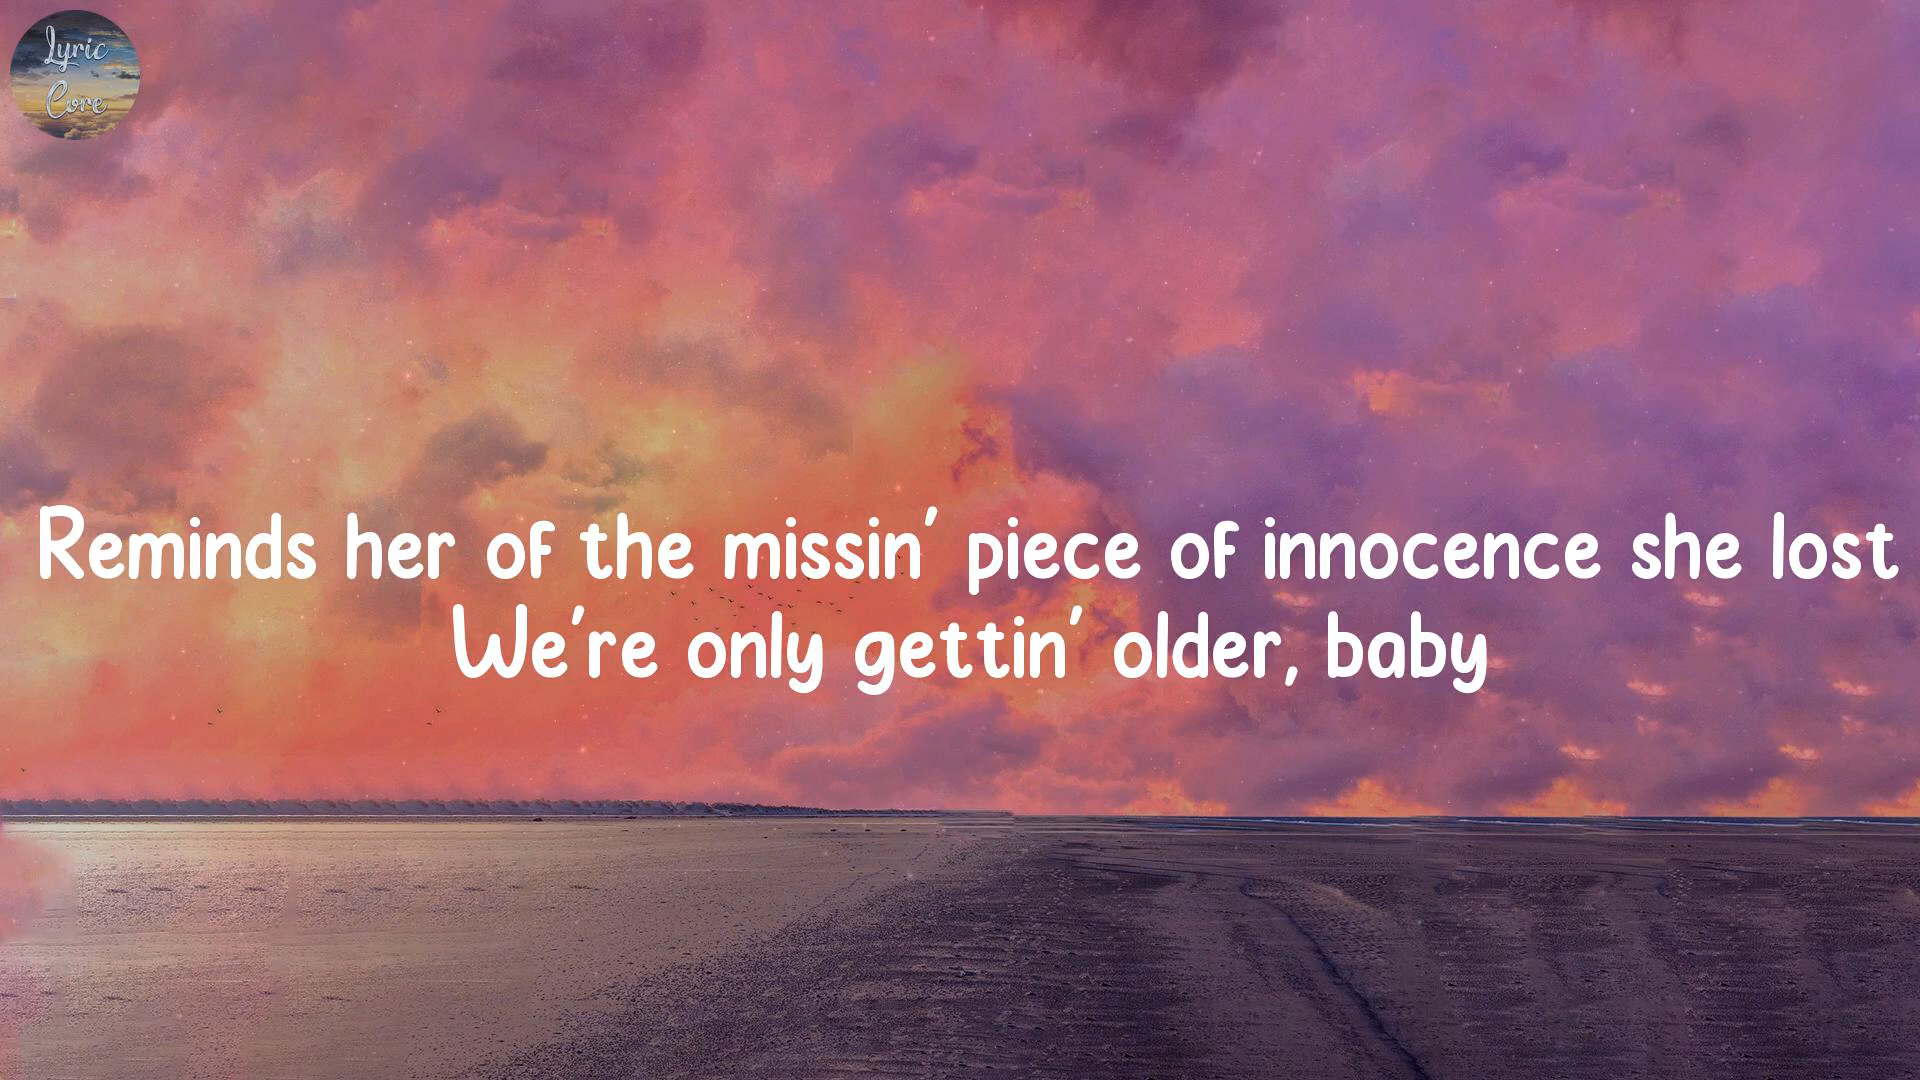 Lyric
Core
Reminds her of the missin' piece of innocence she lost
We're only gettin' older, baby